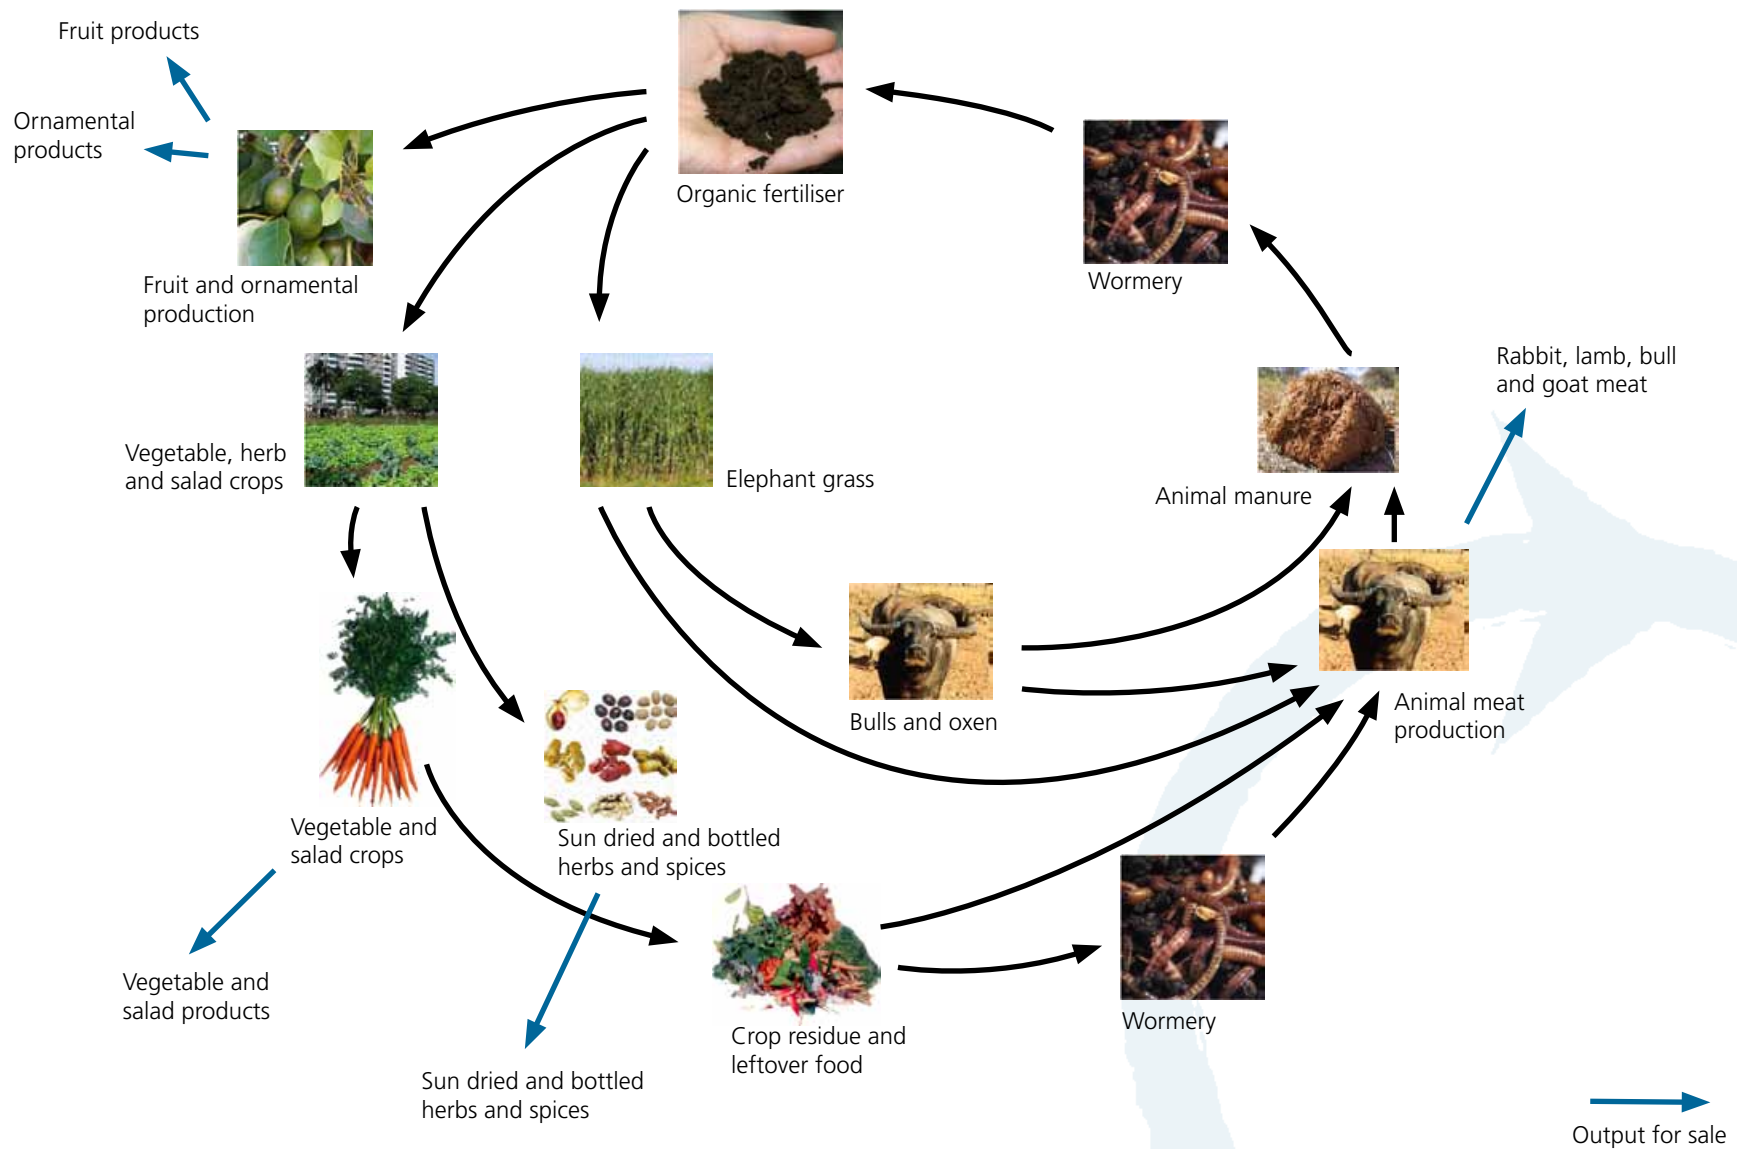 Fruit products
Ornamental
products
Organic fertiliser
Fruit and ornamental
production
Wormery
Rabbit, lamb, bull
and goat meat
Vegetable, herb
and salad crops
Elephant grass
Animal manure
Bulls and oxen
Animal meat
production
Vegetable and
salad crops
Sun dried and bottled
herbs and spices
Vegetable and
salad products
Crop residue and
leftover food
Wormery
Sun dried and bottled
herbs and spices
Output for sale